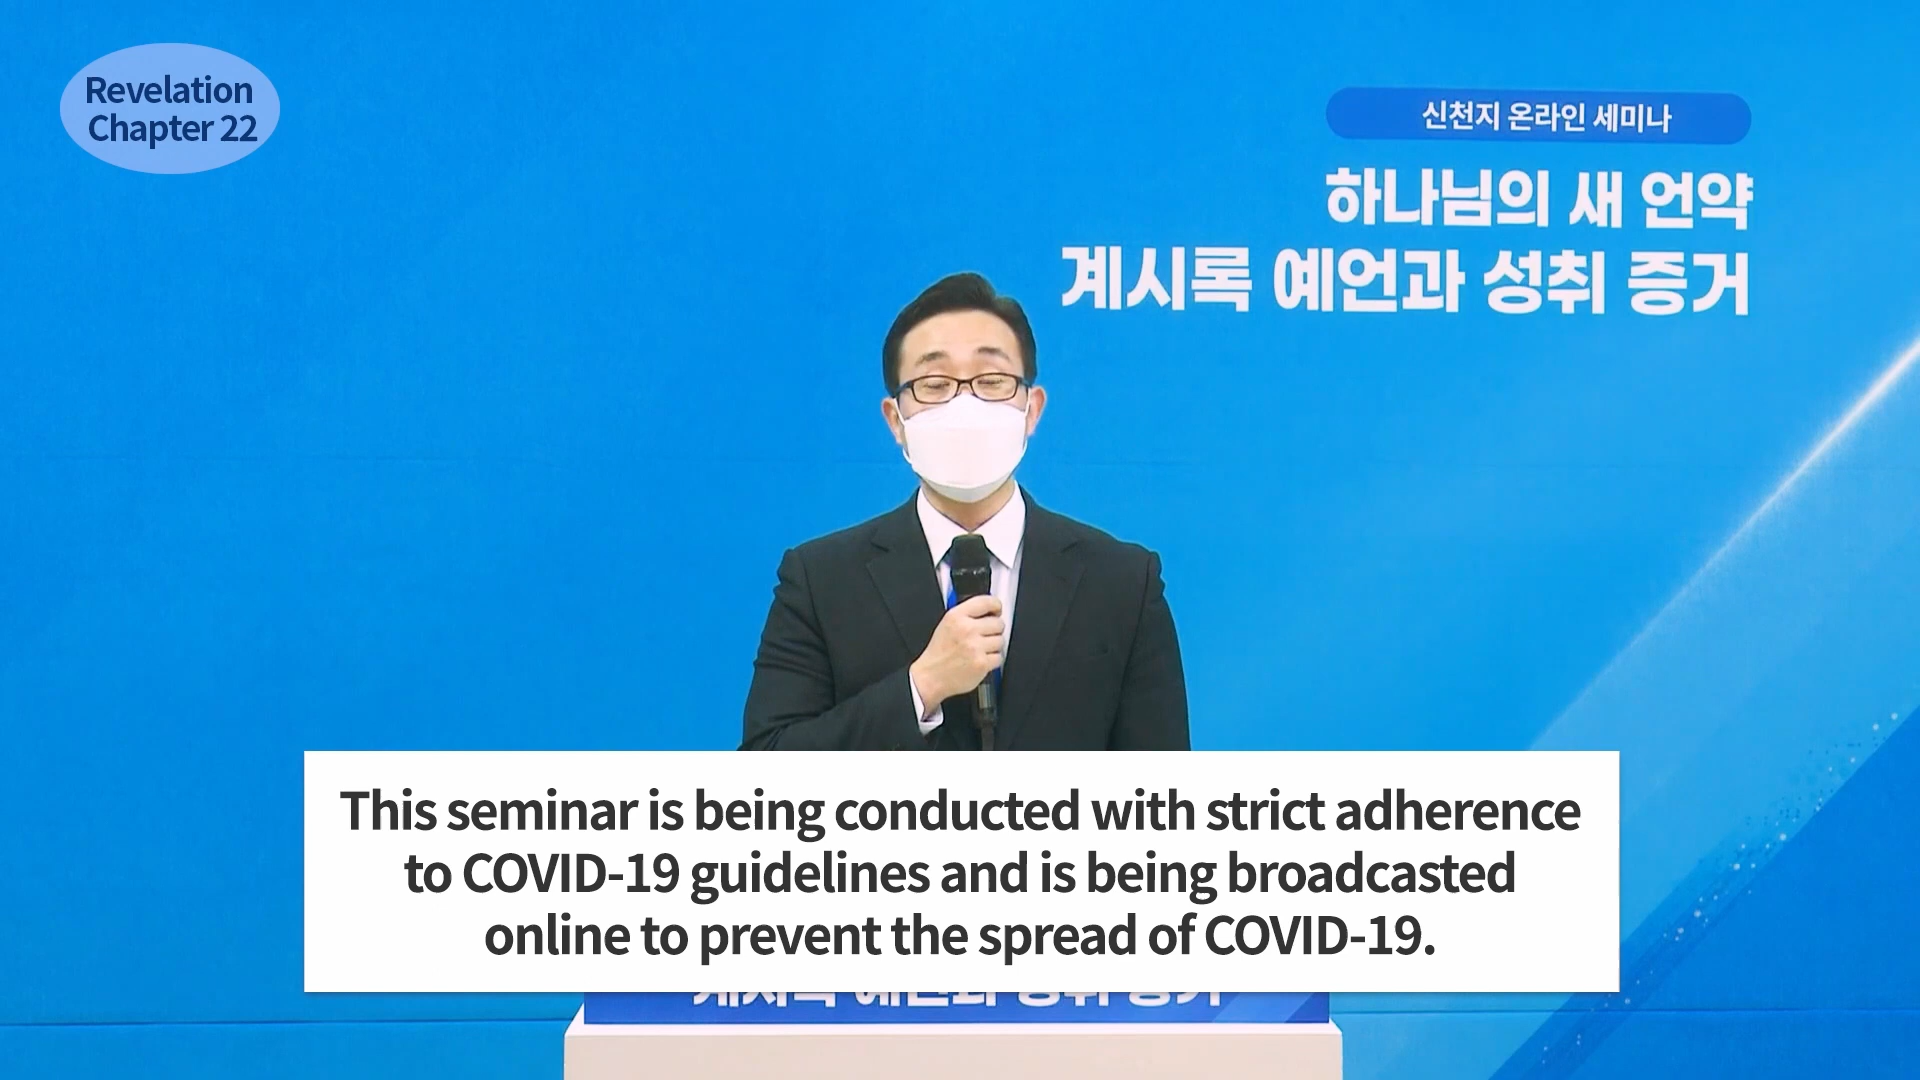 Revelation
Chapter 22
신천지 온라인 세미나
하나님의 새 언약
계시록 예언과 성취 증거
This seminar is being conducted with strict adherence
to COVID-19 guidelines and is being broadcasted
online to prevent the spread of COVID-19.